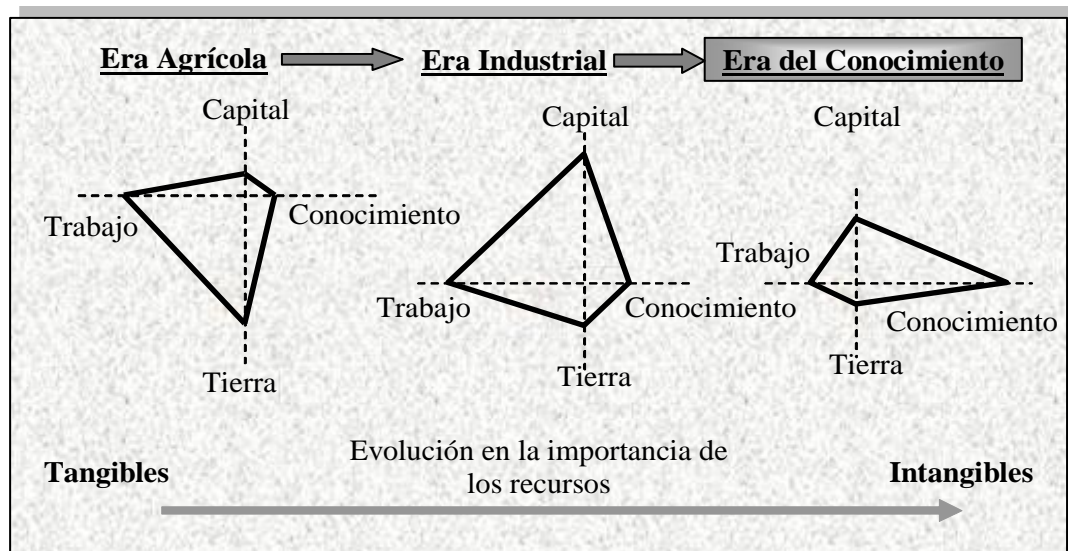 Era Agrícola
Era Industrial
Era del Conocimiento
Capital
Trabajo
Conocimiento
Tierra
Capital
Trabajo
Conocimiento
Tierra
Capital
Trabajo
Conocimiento
Tierra
Tangibles
Evolución en la importancia de
los recursos
Intangibles